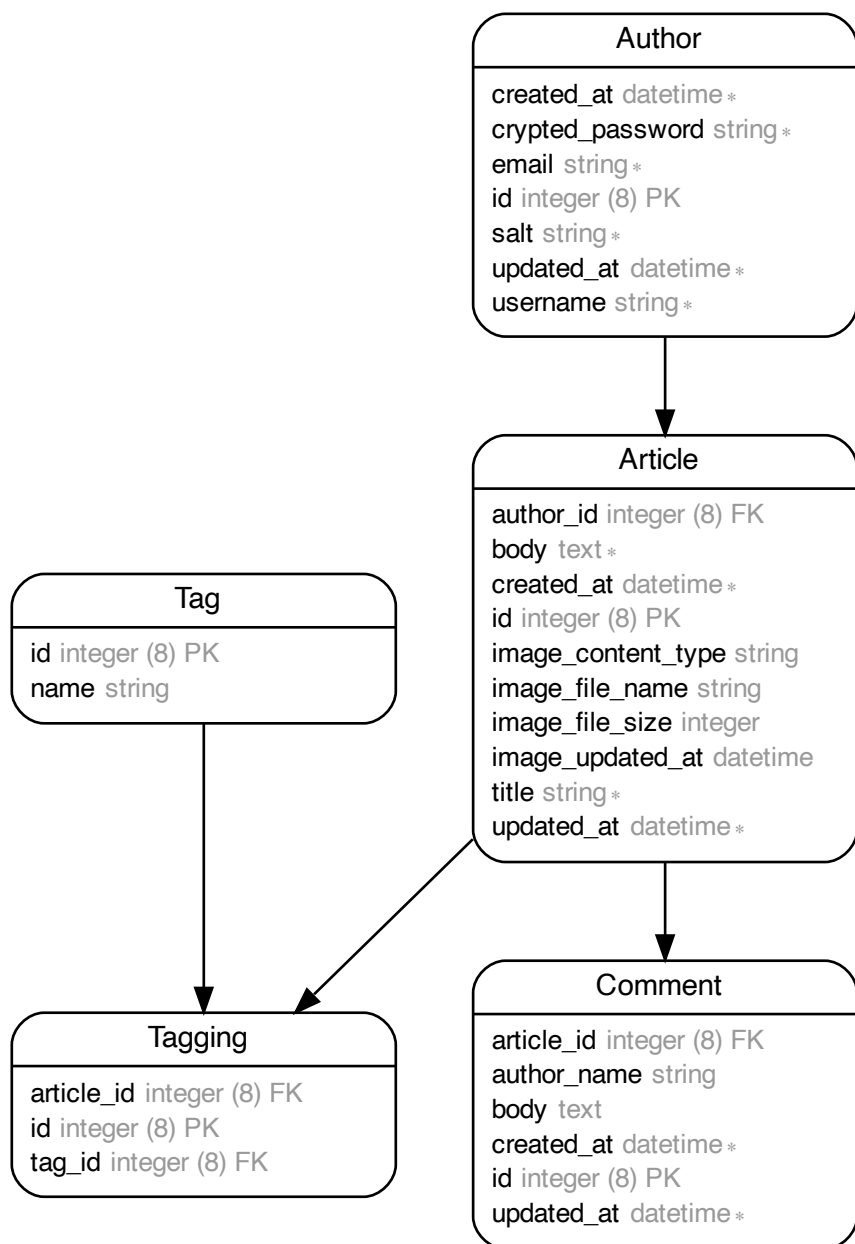 Author
created_at datetime *
crypted_password string *
email string *
id integer (8) PK
salt string *
updated_at datetime *
username string *
Article
author_id integer (8) FK
body text *
created_at datetime *
id integer (8) PK
image_content_type string
image_file_name string
image_file_size integer
image_updated_at datetime
title string *
updated_at datetime *
Tag
id integer (8) PK
name string
Tagging
article_id integer (8) FK
id integer (8) PK
tag_id integer (8) FK
Comment
article_id integer (8) FK
author_name string
body text
created_at datetime *
id integer (8) PK
updated_at datetime *